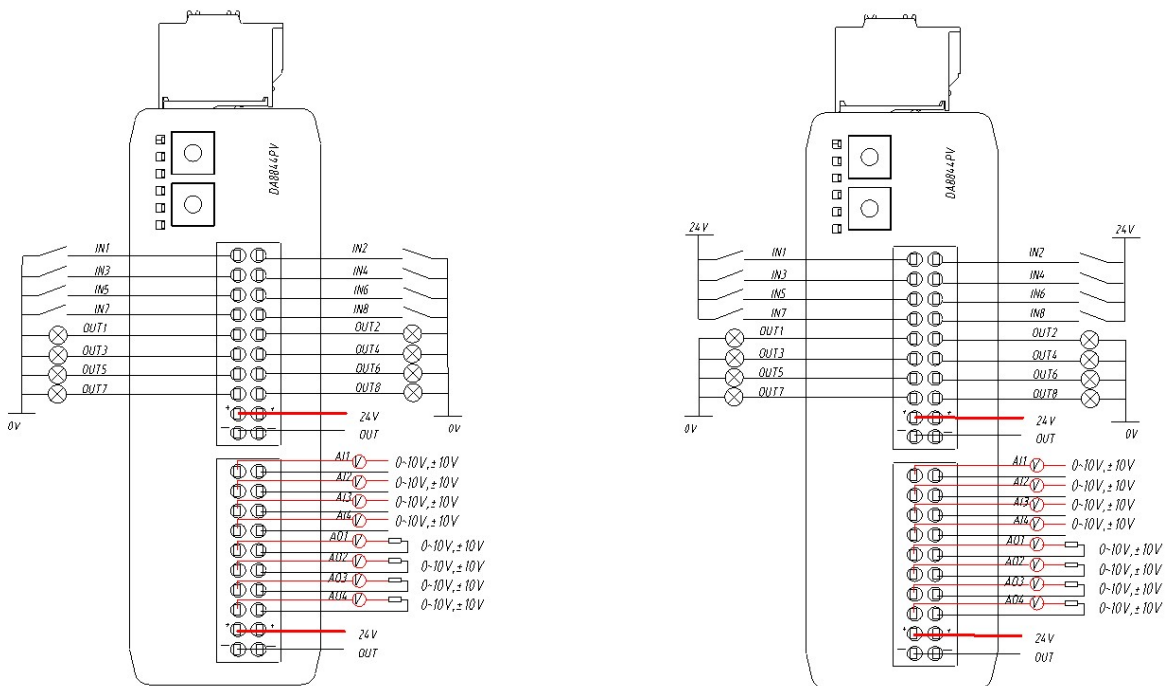 DA8844PV
IN1
IN2
IN3
IN4
IN5
IN6
IN7
IN8
OUT1
OUT2
OUT3
OUT4
OUT5
OUT6
OUT7
OUT8
0V
0V
+ + 24V
- - OUT
AI1 V 0~10V,±10V
AI2 V 0~10V,±10V
AI3 V 0~10V,±10V
AI4 V 0~10V,±10V
AO1 V 0~10V,±10V
AO2 V 0~10V,±10V
AO3 V 0~10V,±10V
AO4 V 0~10V,±10V
+ 24V
- - OUT
DA8844PV
24V
24V
IN1
IN2
IN3
IN4
IN5
IN6
IN7
IN8
OUT1
OUT2
OUT3
OUT4
OUT5
OUT6
OUT7
OUT8
0V
0V
+ + 24V
- - OUT
AI1 V 0~10V,±10V
AI2 V 0~10V,±10V
AI3 V 0~10V,±10V
AI4 V 0~10V,±10V
AO1 V 0~10V,±10V
AO2 V 0~10V,±10V
AO3 V 0~10V,±10V
AO4 V 0~10V,±10V
+ + 24V
- - OUT